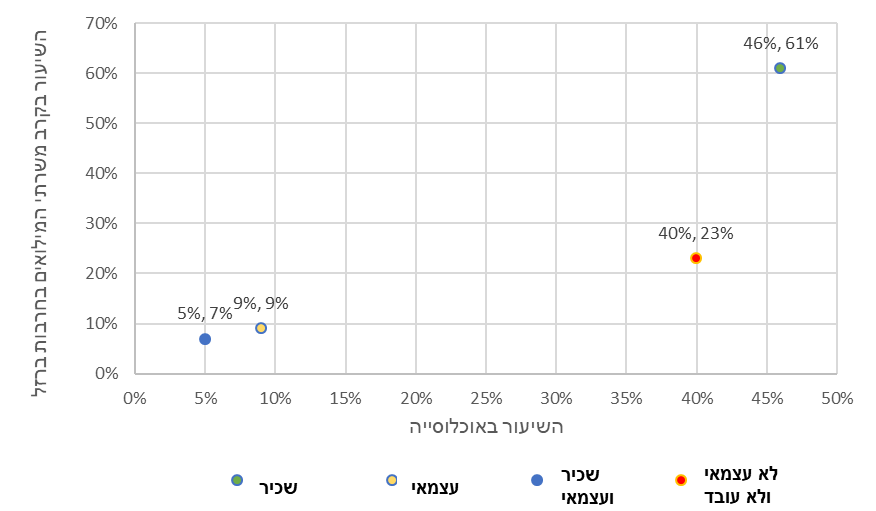 השיעור בקרב משרתי המילואים בחרבות ברזל
70%
60%
50%
40%
30%
20%
10%
0%
46%, 61%
40%, 23%
5%, 7%
9%, 9%
0%
5%
10%
15%
20%
25%
30%
35%
40%
45%
50%
השיעור באוכלוסייה
שכיר
עצמאי
שכיר
ועצמאי
לא עצמאי
ולא עובד